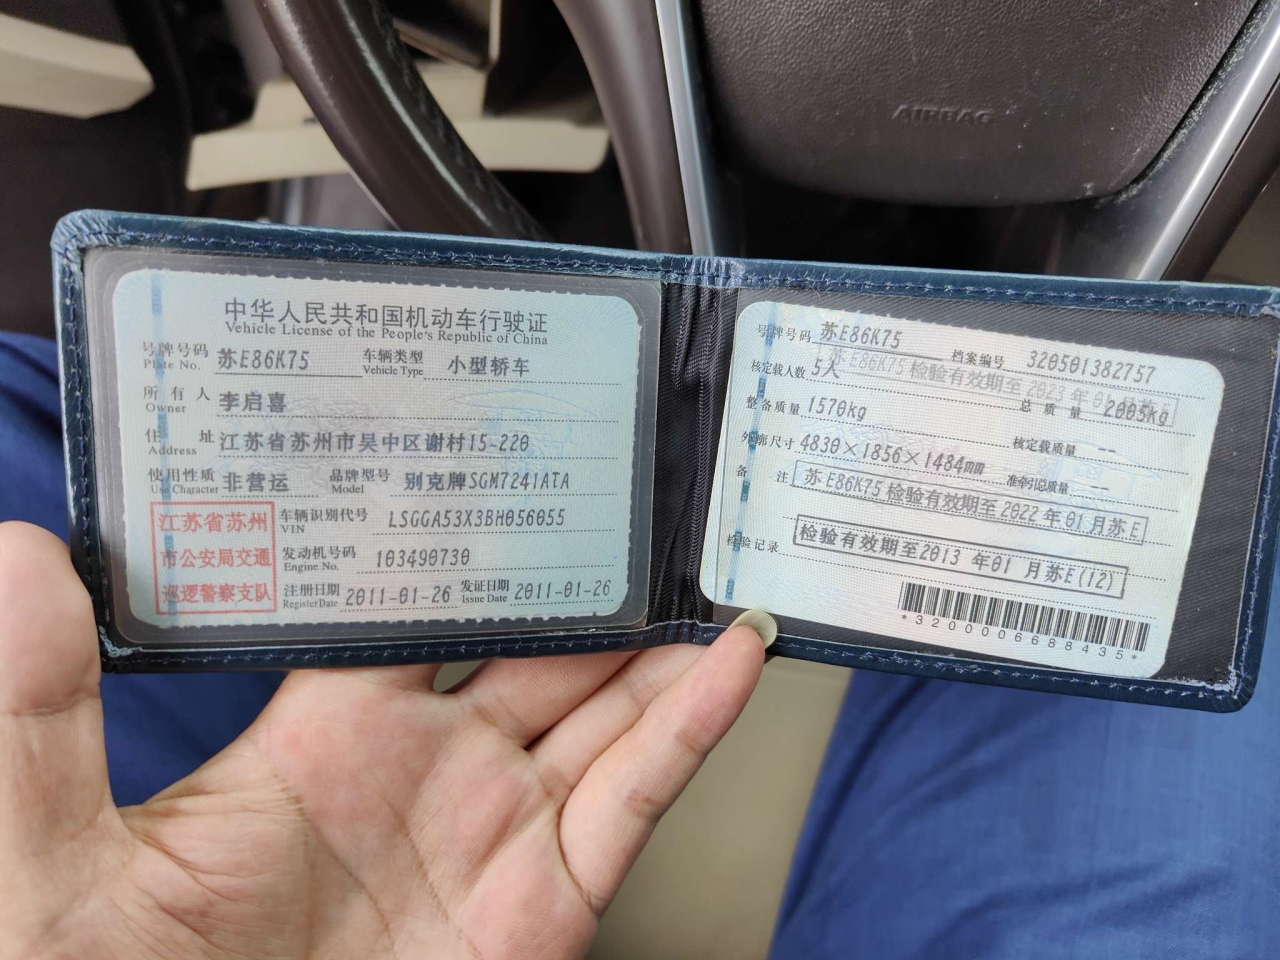 AIRBAG
中华人民共和国机动车行驶证
Vehicle License of the People's Republic of China
号牌号码 苏E86K75 车辆类型 小型轿车
Plate No. Vehicle Type
所有人 李启喜
Owner
住址 江苏省苏州市吴中区谢村15-220
Address
使用性质 非营运 品牌型号 别克牌SGM7241ATA
Use Character Model
江苏省苏州
市公安局交通
巡逻警察支队
车辆识别代号 LSGGA53X3BH056055
VIN
发动机号码 103490730
Engine No.
注册日期 2011-01-26 发证日期 2011-01-26
Register Date Issue Date
号牌号码 苏E86K75 档案编号 320501382757
苏E86K75 检验有效期至 2023 年 01
核定载人数 5人 总质量 2005kg
整备质量 1570kg 核定载质量 --
外廓尺寸 4830×1856×1484mm 准牵引总质量 --
备注 苏E86K75 检验有效期至 2022 年 01 月苏E
检验记录 检验有效期至2013 年01 月苏E(12)
*3200006688435*